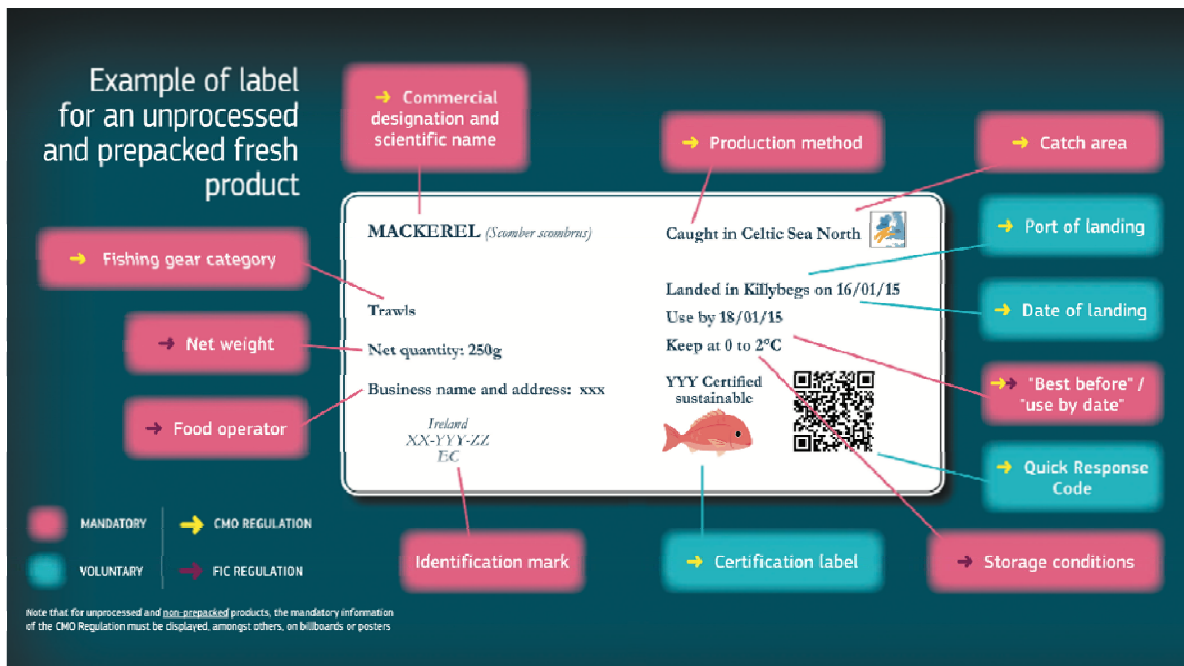 Example of label
for an unprocessed
and prepacked fresh
product
Commercial
designation and
scientific name
Production method
Catch area
Port of landing
Date of landing
"Best before" /
"use by date"
Quick Response
Code
Storage conditions
Certification label
Identification mark
Fishing gear category
Net weight
Food operator
MACKEREL (Scomber scombrus)
Trawls
Net quantity: 250g
Business name and address: xxx
Ireland
XX-YYY-ZZ
EC
Caught in Celtic Sea North
Landed in Killybegs on 16/01/15
Use by 18/01/15
Keep at 0 to 2°C
YYY Certified
sustainable
MANDATORY
CMO REGULATION
VOLUNTARY
FIC REGULATION
Note that for unprocessed and non-prepacked products, the mandatory information
of the CMO Regulation must be displayed, amongst others, on billboards or posters